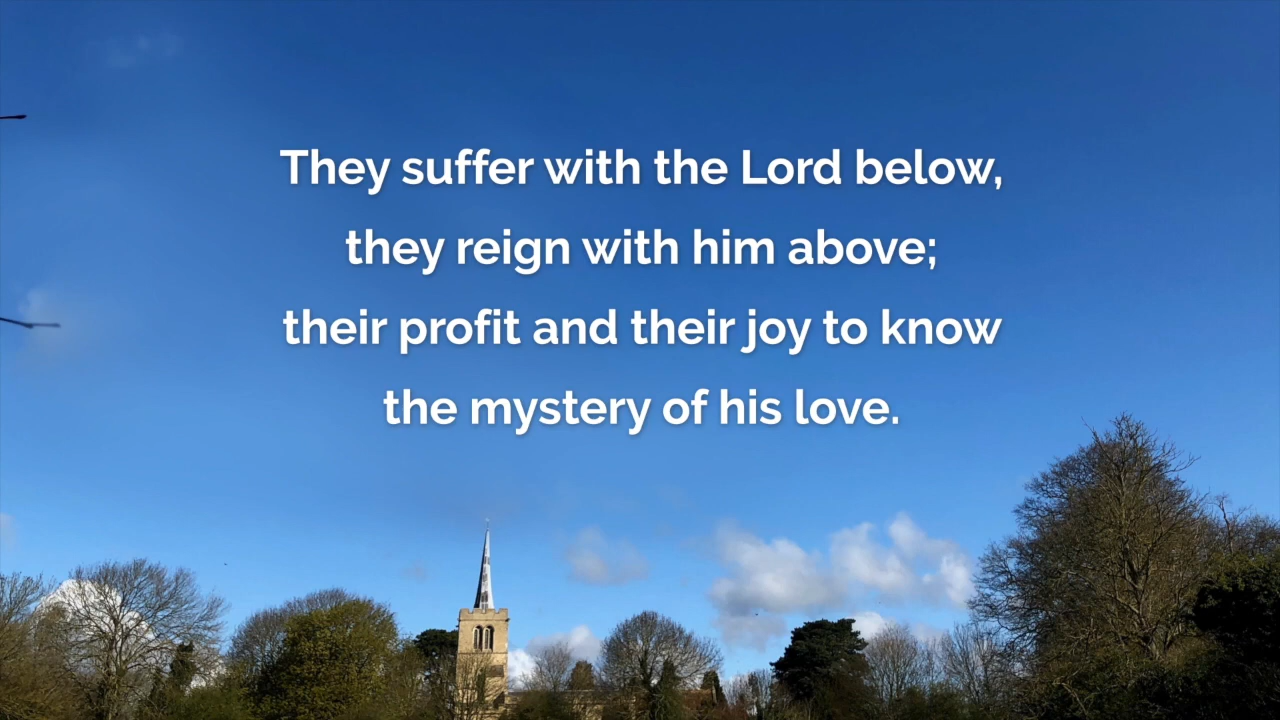 They suffer with the Lord below,
they reign with him above;
their profit and their joy to know
the mystery of his love.